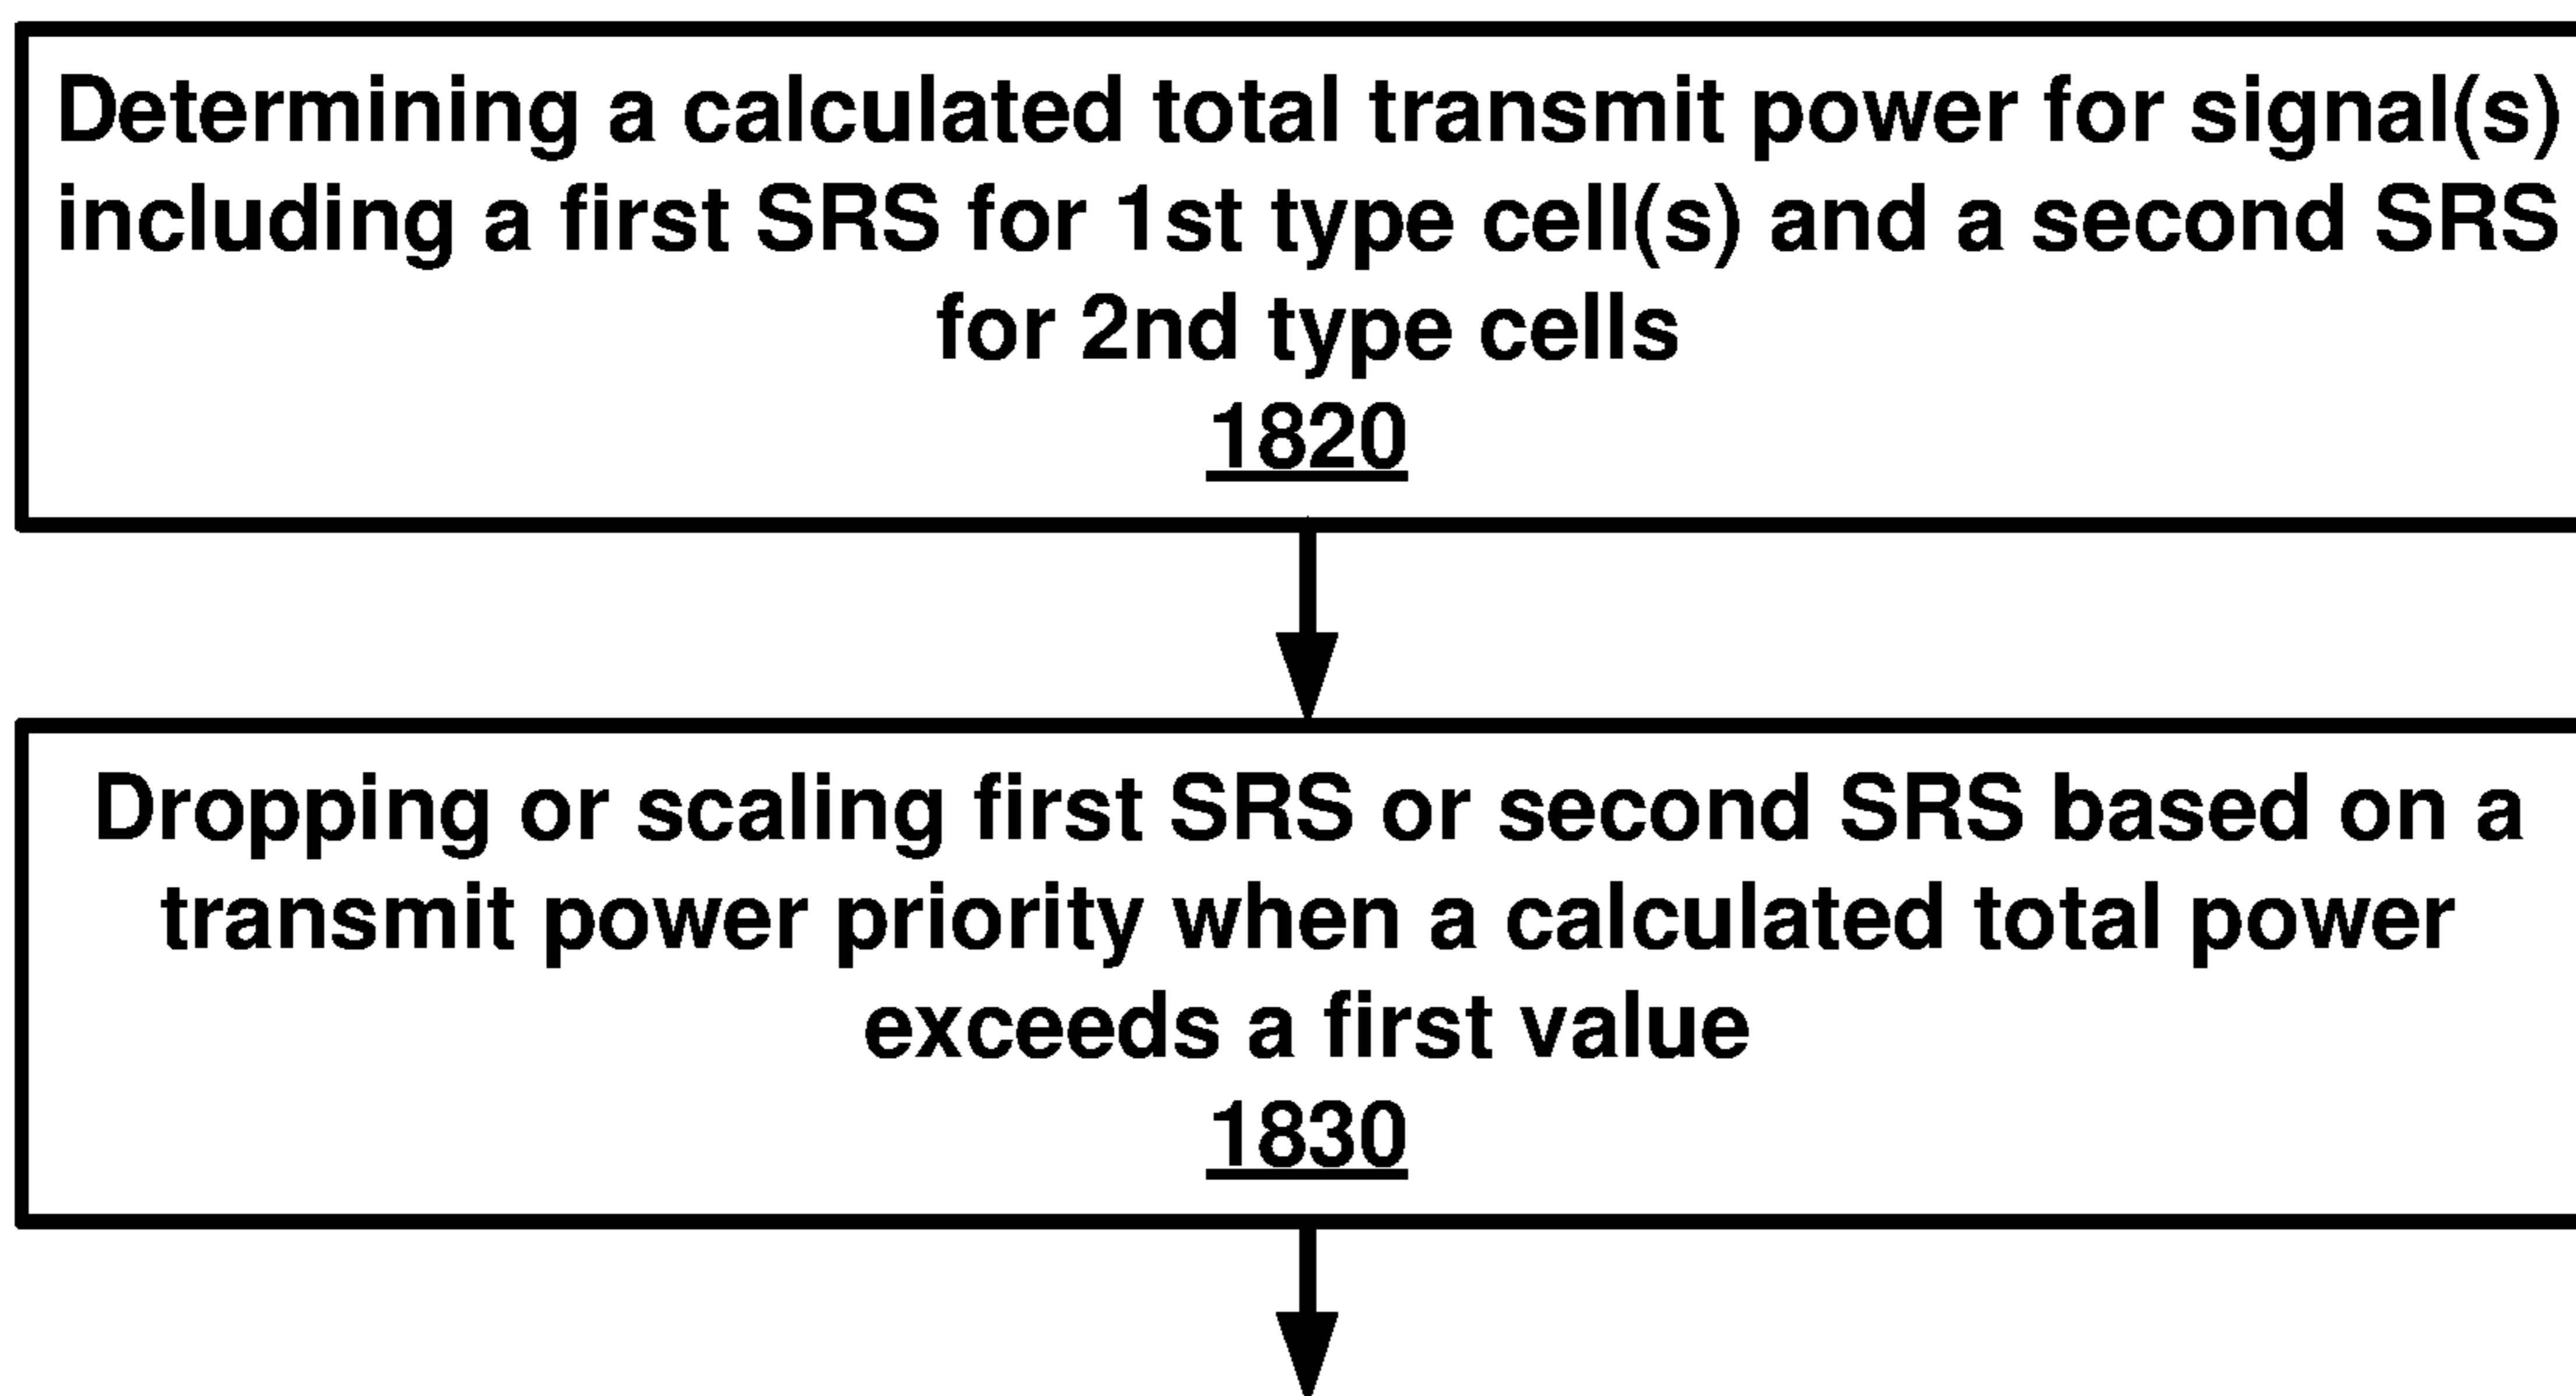 Determining a calculated total transmit power for signal(s)
including a first SRS for 1st type cell(s) and a second SRS
for 2nd type cells
1820
Dropping or scaling first SRS or second SRS based on a
transmit power priority when a calculated total power
exceeds a first value
1830